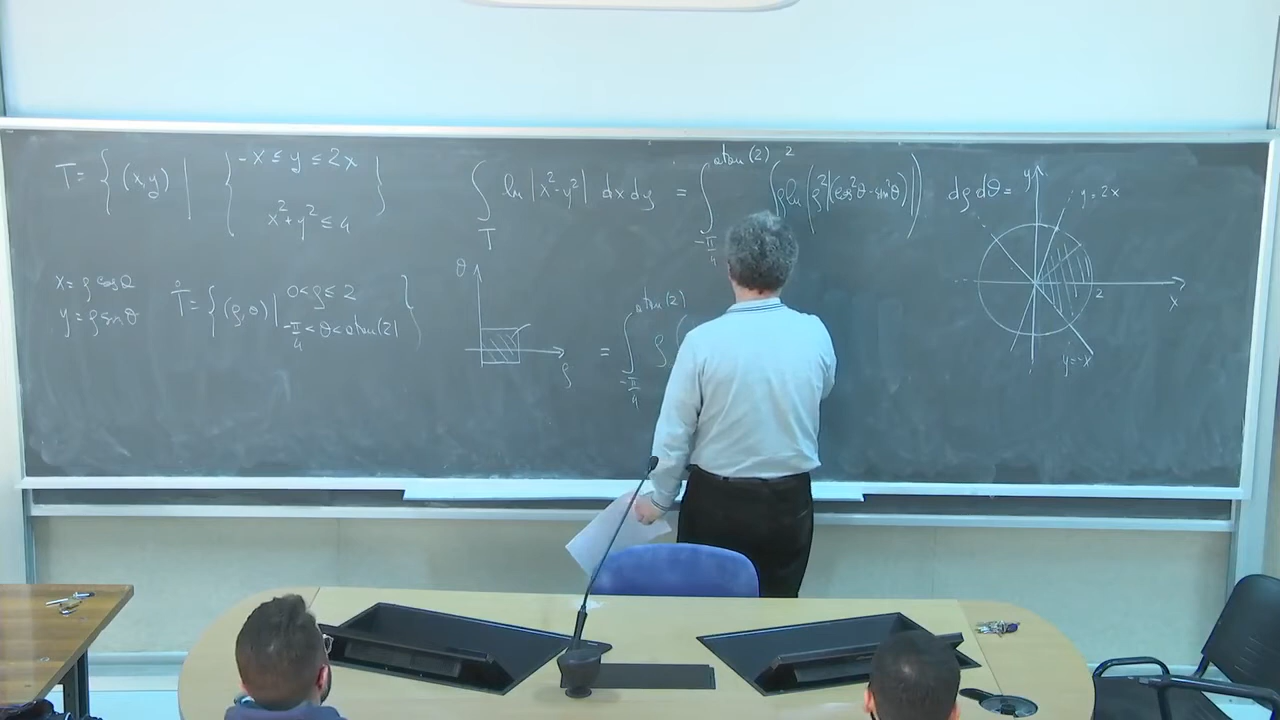 T = { (x,y) | { -x ≤ y ≤ 2x
x² + y² ≤ 4 }
∫_T ln |x² - y²| dx dy = ∫_{-π/4}^{atan(2)} ∫^2 ρ ln (ρ² |(cos²θ - sin²θ)|) dρ dθ =
x = ρ cos θ
y = ρ sin θ
T̊ = { (ρ,θ) | 0 < ρ ≤ 2
-π/4 < θ < atan(2) }
θ
ρ
= ∫_{-π/4}^{atan(2)} ρ (
y
y = 2x
2
x
y = -x